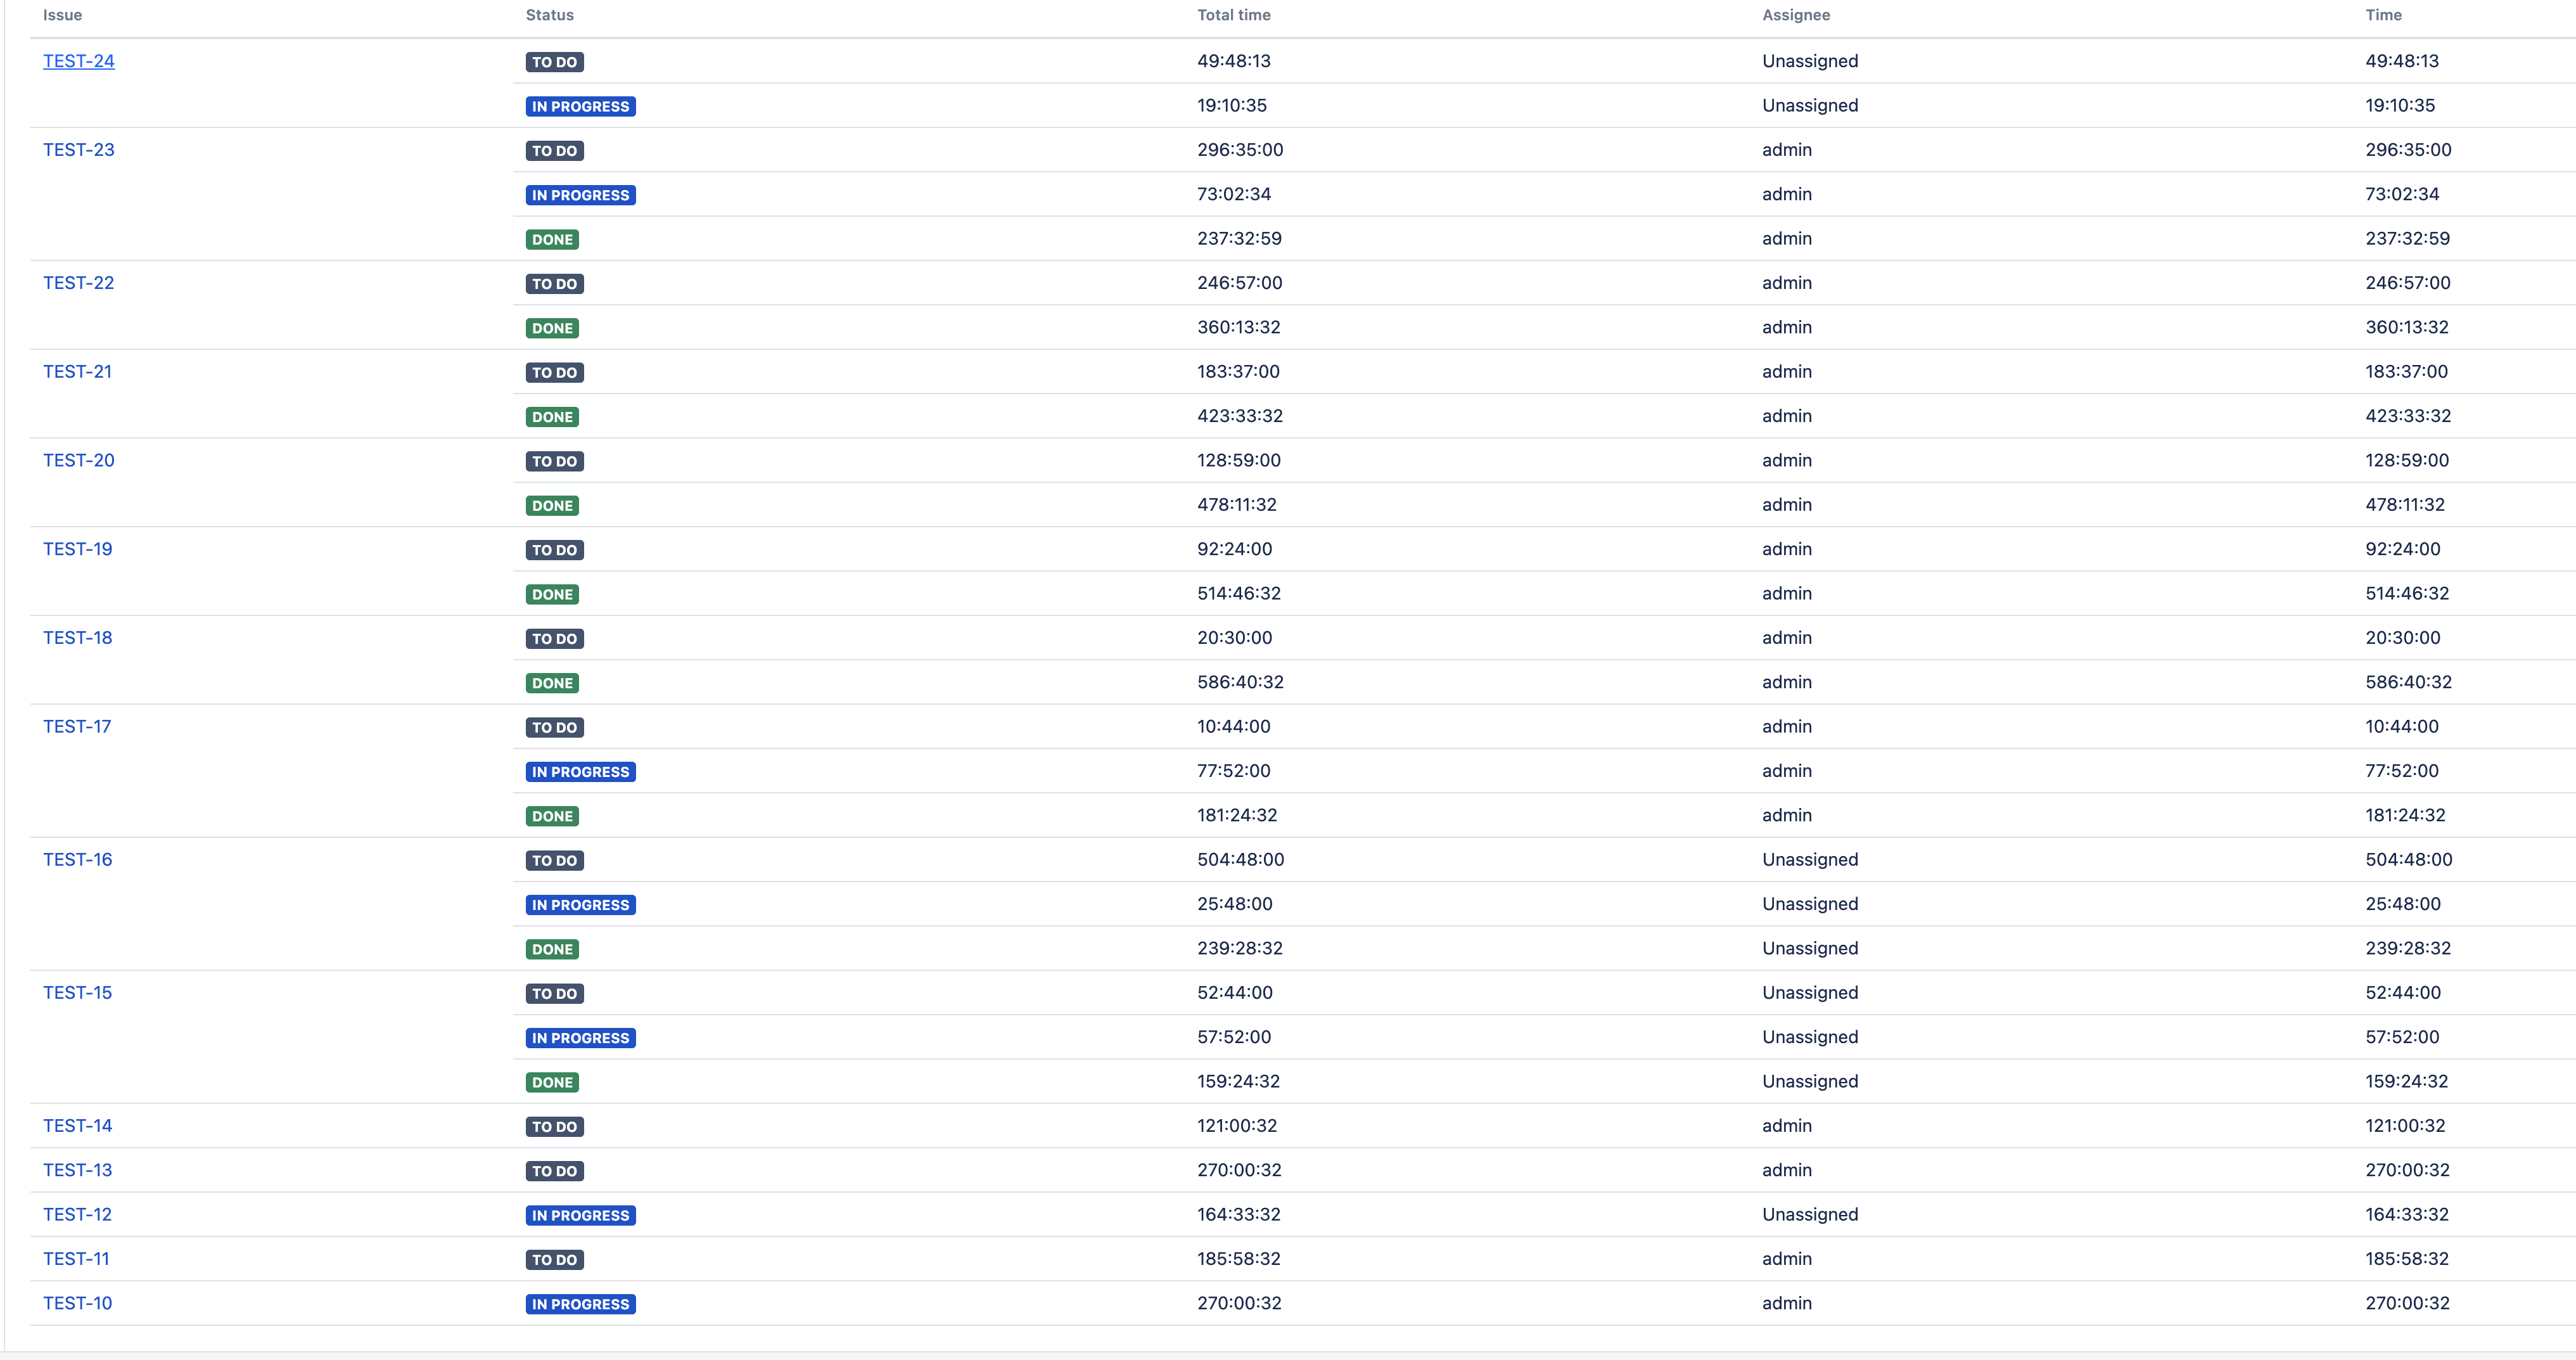 Issue Status Total time Assignee Time
TEST-24 TO DO 49:48:13 Unassigned 49:48:13
IN PROGRESS 19:10:35 Unassigned 19:10:35
TEST-23 TO DO 296:35:00 admin 296:35:00
IN PROGRESS 73:02:34 admin 73:02:34
DONE 237:32:59 admin 237:32:59
TEST-22 TO DO 246:57:00 admin 246:57:00
DONE 360:13:32 admin 360:13:32
TEST-21 TO DO 183:37:00 admin 183:37:00
DONE 423:33:32 admin 423:33:32
TEST-20 TO DO 128:59:00 admin 128:59:00
DONE 478:11:32 admin 478:11:32
TEST-19 TO DO 92:24:00 admin 92:24:00
DONE 514:46:32 admin 514:46:32
TEST-18 TO DO 20:30:00 admin 20:30:00
DONE 586:40:32 admin 586:40:32
TEST-17 TO DO 10:44:00 admin 10:44:00
IN PROGRESS 77:52:00 admin 77:52:00
DONE 181:24:32 admin 181:24:32
TEST-16 TO DO 504:48:00 Unassigned 504:48:00
IN PROGRESS 25:48:00 Unassigned 25:48:00
DONE 239:28:32 Unassigned 239:28:32
TEST-15 TO DO 52:44:00 Unassigned 52:44:00
IN PROGRESS 57:52:00 Unassigned 57:52:00
DONE 159:24:32 Unassigned 159:24:32
TEST-14 TO DO 121:00:32 admin 121:00:32
TEST-13 TO DO 270:00:32 admin 270:00:32
TEST-12 IN PROGRESS 164:33:32 Unassigned 164:33:32
TEST-11 TO DO 185:58:32 admin 185:58:32
TEST-10 IN PROGRESS 270:00:32 admin 270:00:32